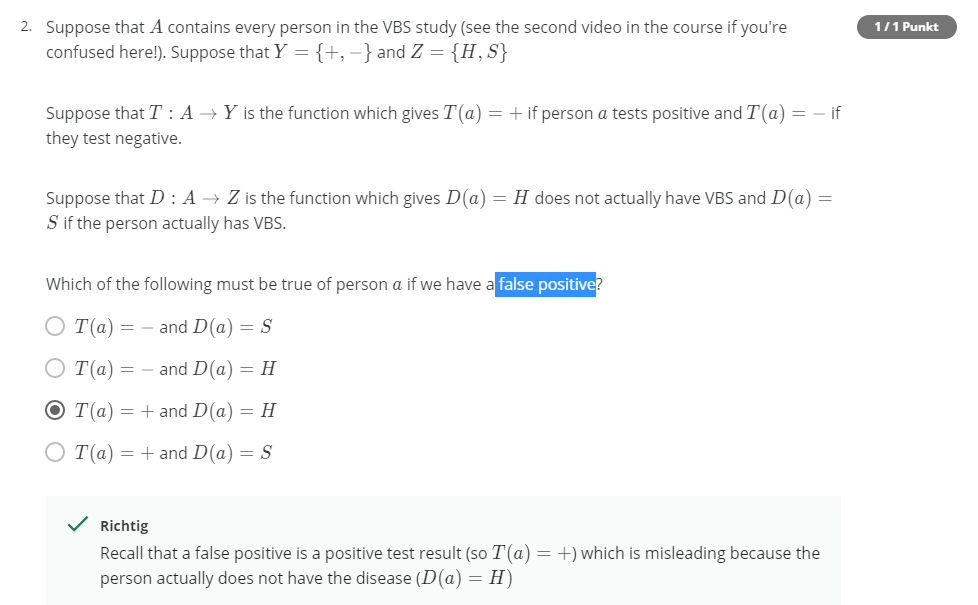 2. Suppose that A contains every person in the VBS study (see the second video in the course if you're
1 / 1 Punkt
confused here!). Suppose that Y = {+, −} and Z = {H, S}
Suppose that T : A → Y is the function which gives T(a) = + if person a tests positive and T(a) = − if
they test negative.
Suppose that D : A → Z is the function which gives D(a) = H does not actually have VBS and D(a) =
S if the person actually has VBS.
Which of the following must be true of person a if we have a false positive?
T(a) = − and D(a) = S
T(a) = − and D(a) = H
T(a) = + and D(a) = H
T(a) = + and D(a) = S
Richtig
Recall that a false positive is a positive test result (so T(a) = +) which is misleading because the
person actually does not have the disease (D(a) = H)